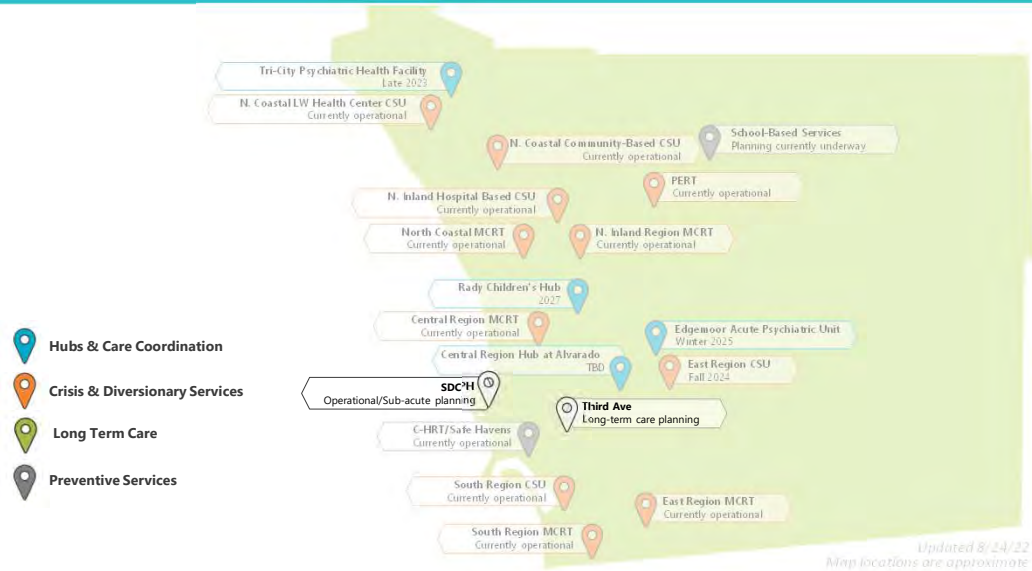 Tri-City Psychiatric Health Facility
Late 2023
N. Coastal LW Health Center CSU
Currently operational
N. Coastal Community-Based CSU
Currently operational
School-Based Services
Planning currently underway
PERT
Currently operational
N. Inland Hospital Based CSU
Currently operational
North Coastal MCRT
Currently operational
N. Inland Region MCRT
Currently operational
Rady Children's Hub
2027
Central Region MCRT
Currently operational
Edgemoor Acute Psychiatric Unit
Winter 2025
Central Region Hub at Alvarado
TBD
East Region CSU
Fall 2024
Hubs & Care Coordination
Crisis & Diversionary Services
Long Term Care
Preventive Services
SDCPH
Operational/Sub-acute planning
Third Ave
Long-term care planning
C-HRT/Safe Havens
Currently operational
South Region CSU
Currently operational
East Region MCRT
Currently operational
South Region MCRT
Currently operational
Updated 8/24/22
Map locations are approximate